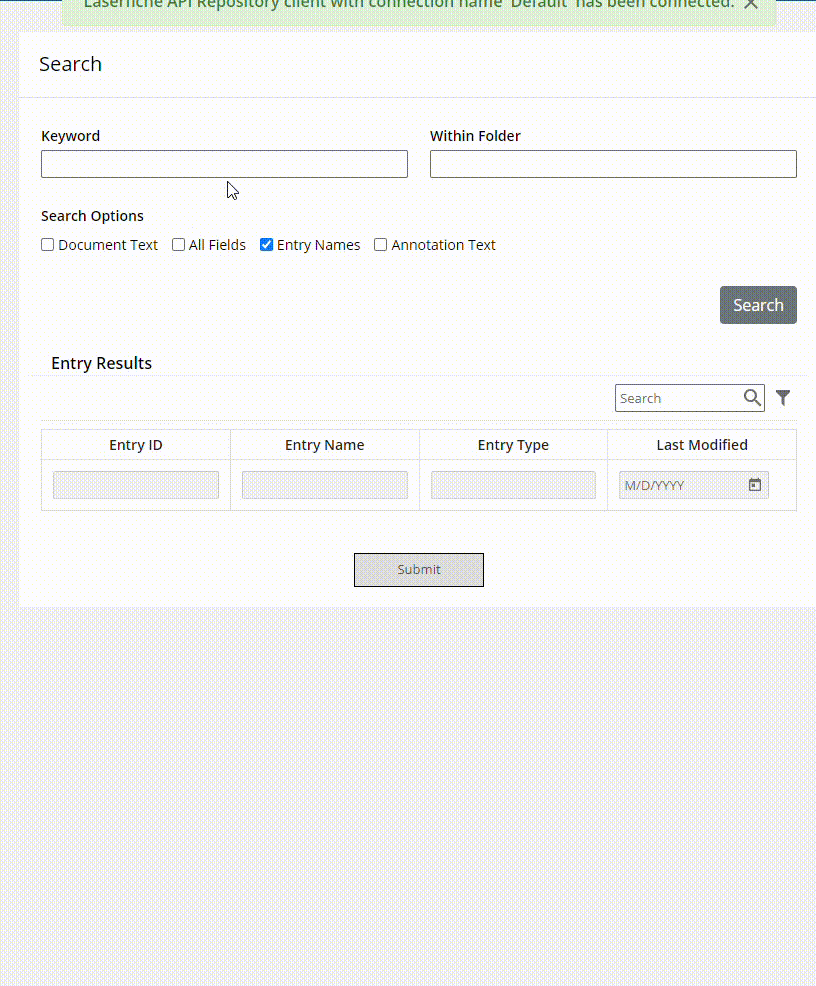 Laserfiche API Repository client with connection name 'Default' has been connected.
Search
Keyword
Within Folder
Search Options
Document Text
All Fields
Entry Names
Annotation Text
Search
Entry Results
Search
Entry ID
Entry Name
Entry Type
Last Modified
M/D/YYYY
Submit